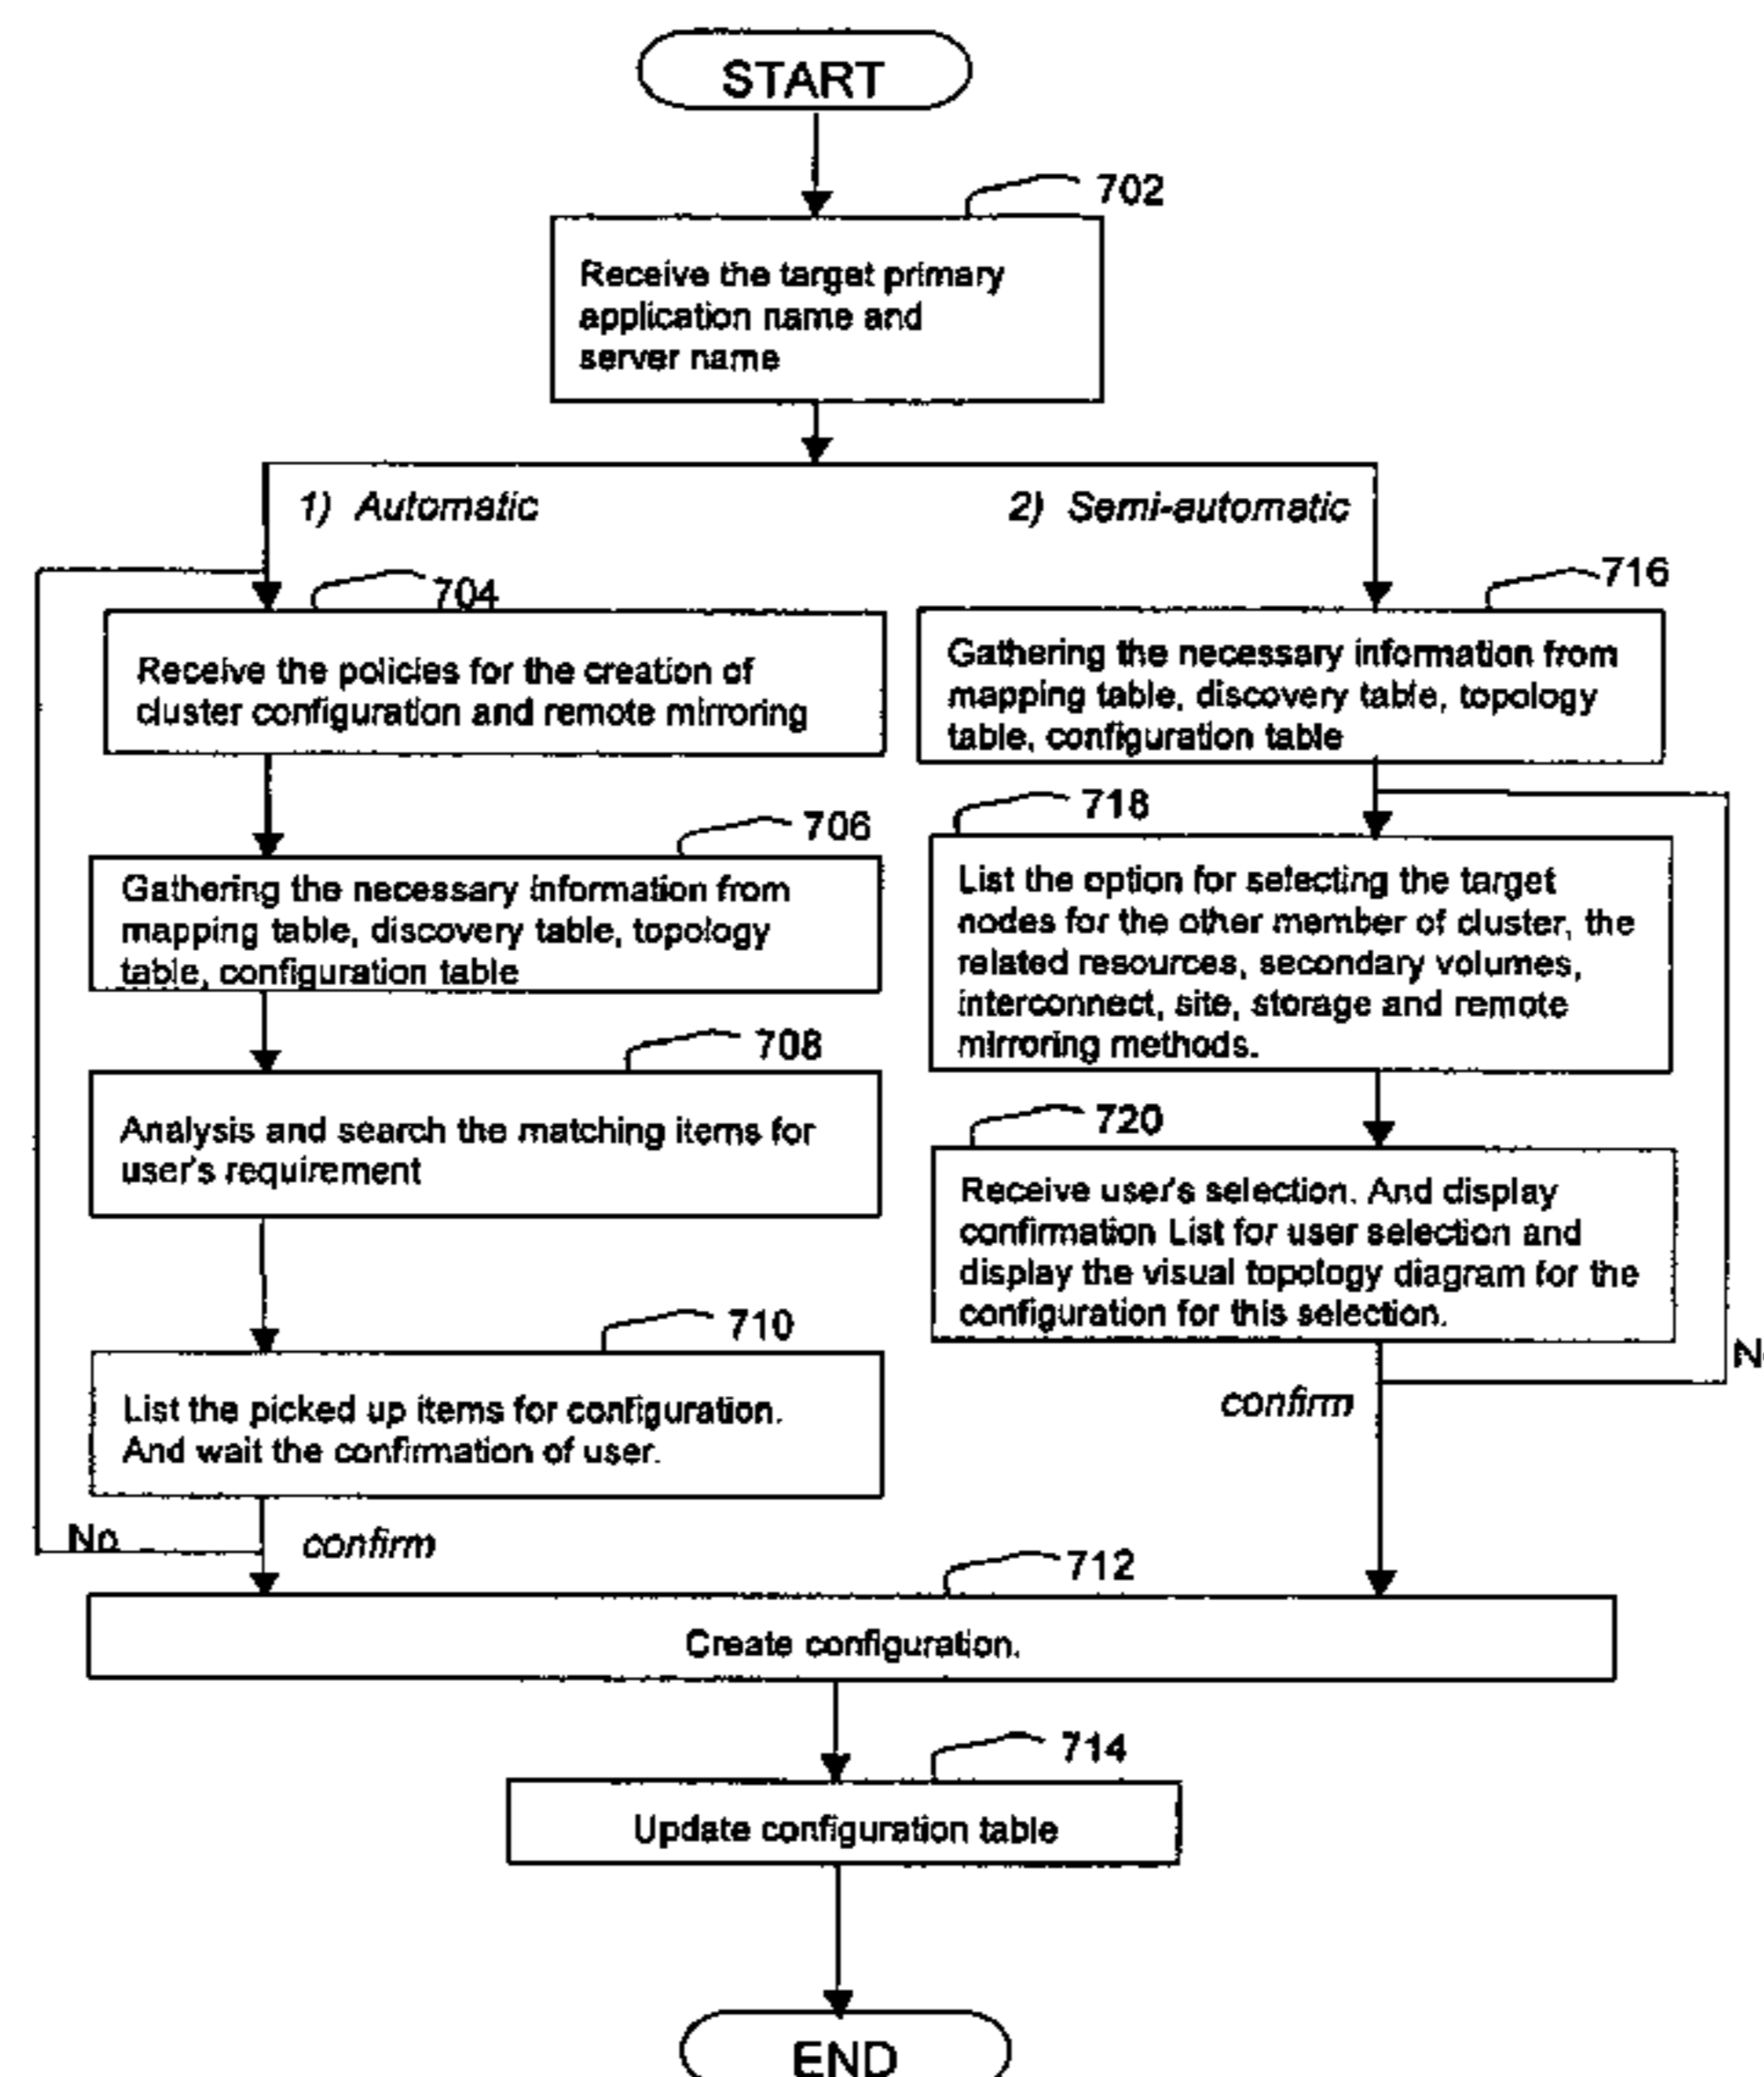 START
702
Receive the target primary
application name and
server name
1) Automatic
2) Semi-automatic
704
Receive the policies for the creation of
cluster configuration and remote mirroring
706
Gathering the necessary information from
mapping table, discovery table, topology
table, configuration table
708
Analysis and search the matching items for
user's requirement
710
List the picked up items for configuration.
And wait the confirmation of user.
No
confirm
716
Gathering the necessary information from
mapping table, discovery table, topology
table, configuration table
718
List the option for selecting the target
nodes for the other member of cluster, the
related resources, secondary volumes,
interconnect, site, storage and remote
mirroring methods.
720
Receive user's selection. And display
confirmation List for user selection and
display the visual topology diagram for the
configuration for this selection.
confirm
712
Create configuration.
714
Update configuration table
END